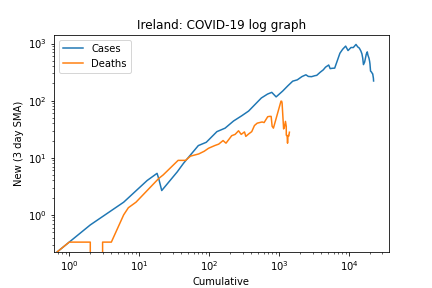 Ireland: COVID-19 log graph
Cases
Deaths
New (3 day SMA)
10³
10²
10¹
10⁰
10⁰ 10¹ 10² 10³ 10⁴
Cumulative